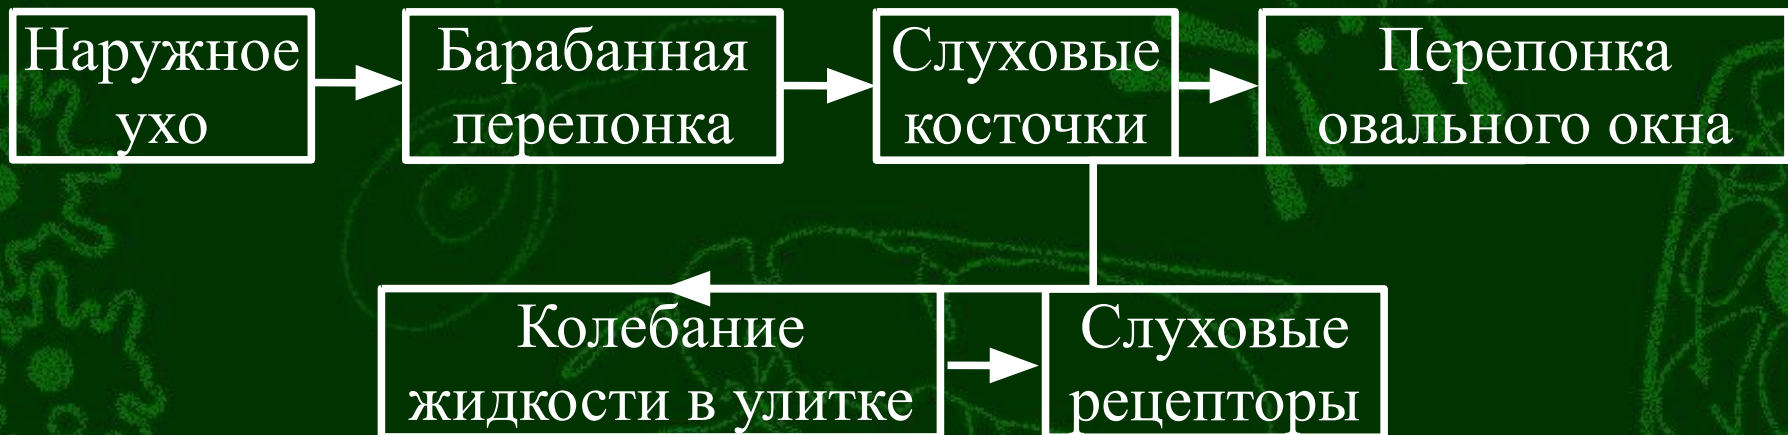 Наружное
ухо
Барабанная
перепонка
Слуховые
косточки
Перепонка
овального окна
Колебание
жидкости в улитке
Слуховые
рецепторы